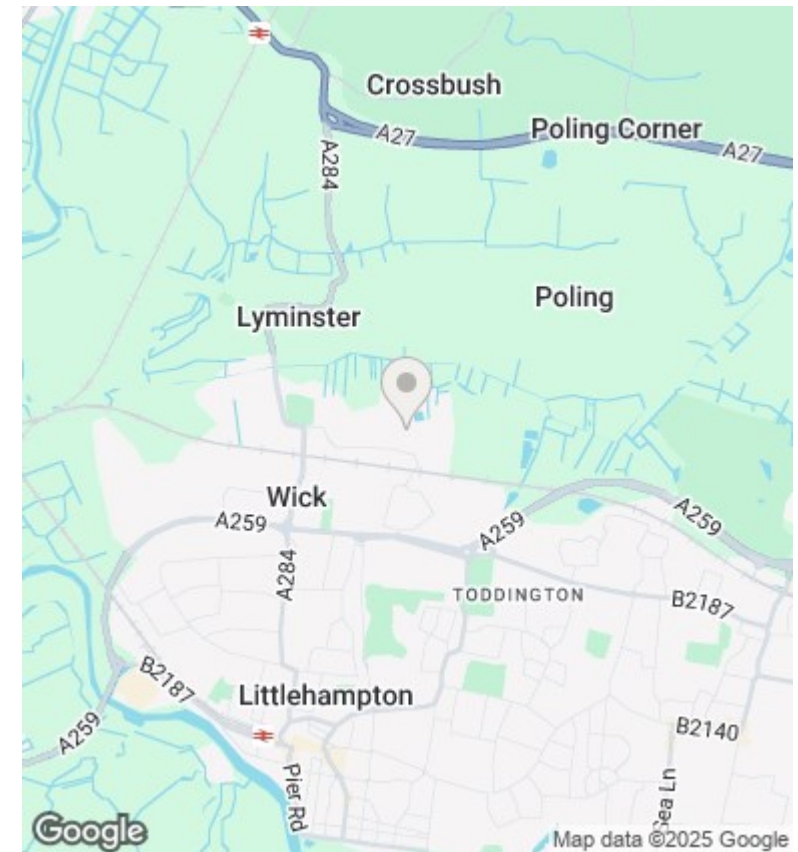 Crossbush
Poling Corner
A27
A27
A284
Poling
Lyminster
Wick
A259
A259
A259
A284
TODDINGTON
B2187
B2187
Littlehampton
A259
B2140
Pier Rd
Sea Ln
Google
Map data ©2025 Google